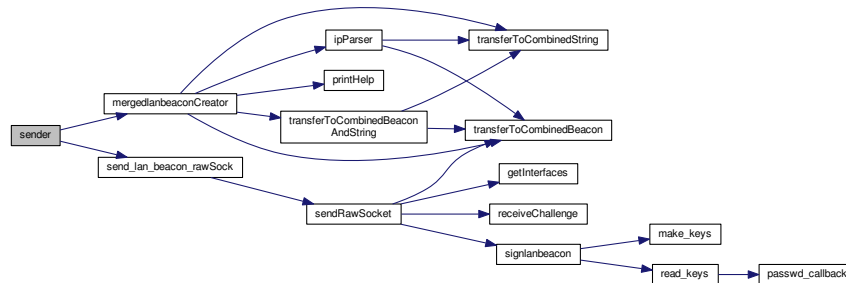 sender
mergedlanbeaconCreator
send_lan_beacon_rawSock
ipParser
printHelp
transferToCombinedBeacon
AndString
sendRawSocket
transferToCombinedString
transferToCombinedBeacon
getInterfaces
receiveChallenge
signlanbeacon
make_keys
read_keys
passwd_callback